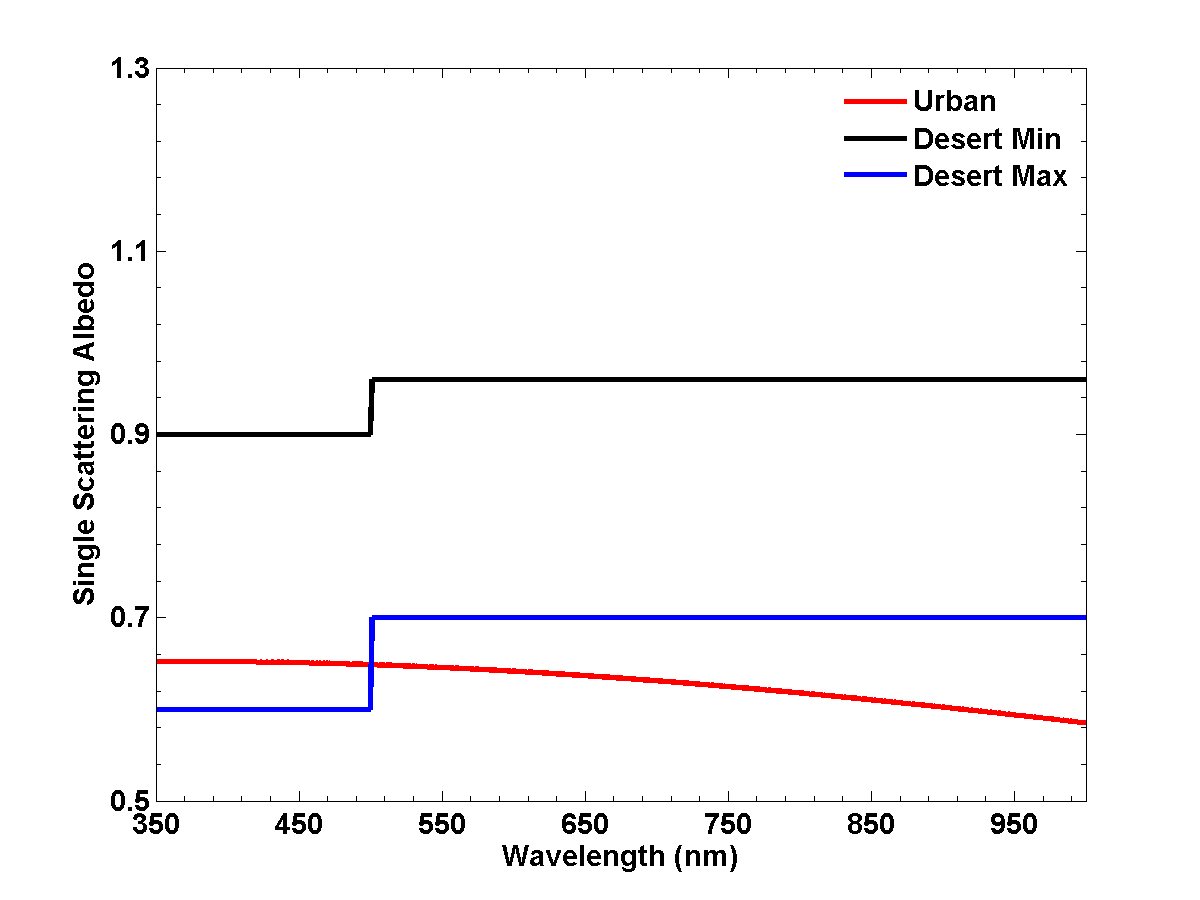 1.3
1.1
0.9
0.7
0.5
Single Scattering Albedo
Urban
Desert Min
Desert Max
350 450 550 650 750 850 950
Wavelength (nm)